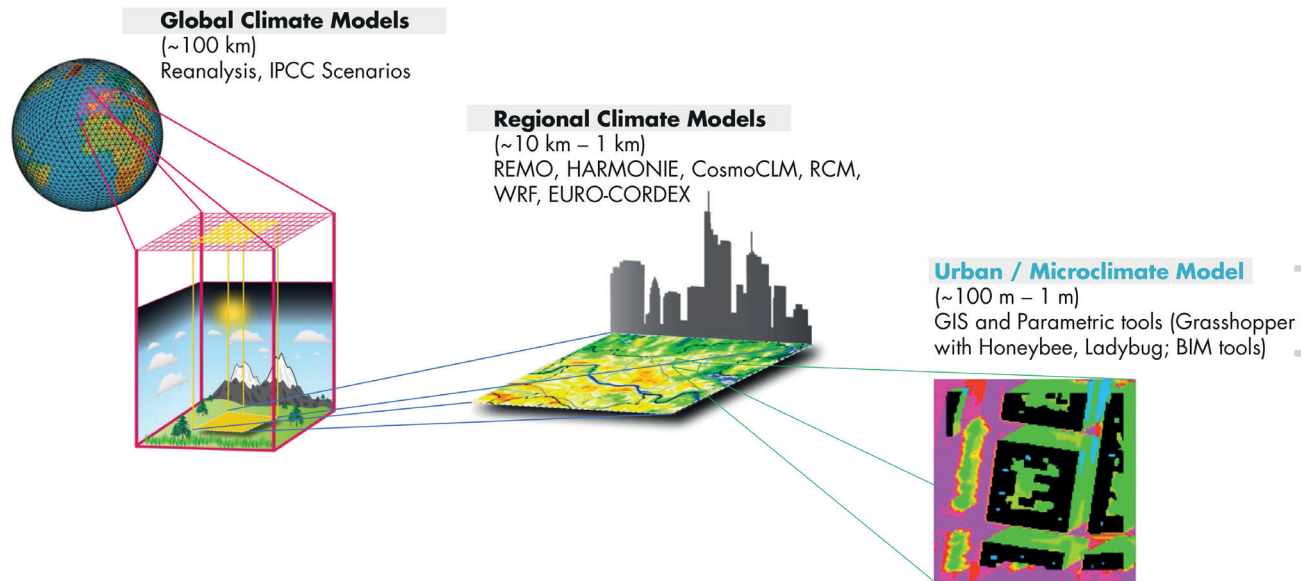 Global Climate Models
(~100 km)
Reanalysis, IPCC Scenarios
Regional Climate Models
(~10 km – 1 km)
REMO, HARMONIE, CosmoCLM, RCM,
WRF, EURO-CORDEX
Urban / Microclimate Model
(~100 m – 1 m)
GIS and Parametric tools (Grasshopper
with Honeybee, Ladybug; BIM tools)